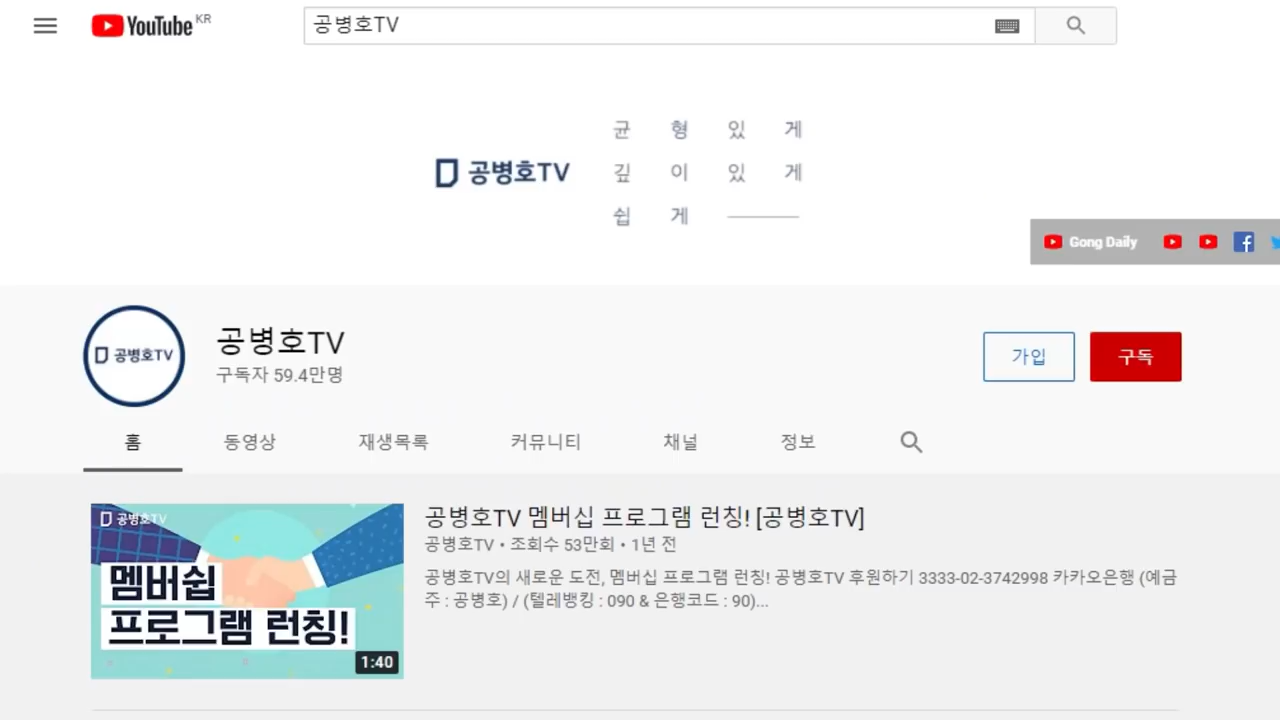 YouTube KR
공병호TV
균 형 있 게
공병호TV
깊 이 있 게
쉽 게
Gong Daily
공병호TV
공병호TV
구독자 59.4만명
가입
구독
홈 동영상 재생목록 커뮤니티 채널 정보
공병호TV
멤버쉽
프로그램 런칭!
1:40
공병호TV 멤버십 프로그램 런칭! [공병호TV]
공병호TV • 조회수 53만회 • 1년 전
공병호TV의 새로운 도전, 멤버십 프로그램 런칭! 공병호TV 후원하기 3333-02-3742998 카카오은행 (예금
주 : 공병호) / (텔레뱅킹 : 090 & 은행코드 : 90)...